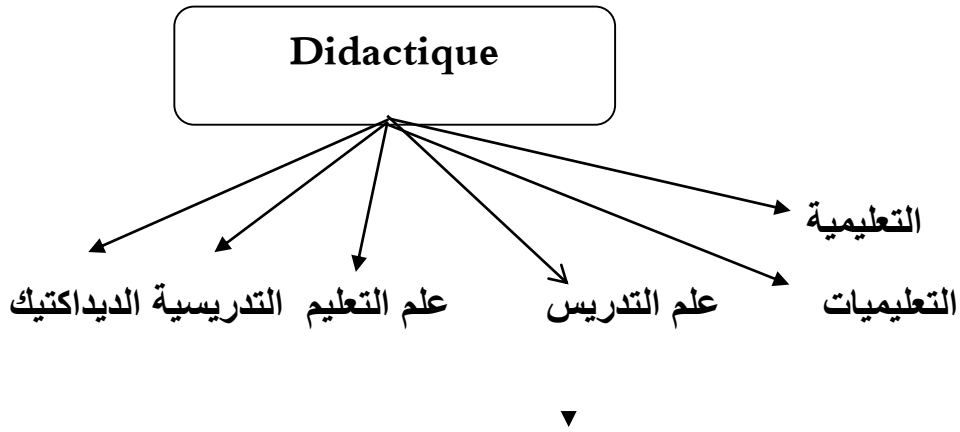 Didactique
التعليمية
التعليميات علم التدريس علم التعليم التدريسية الديداكتيك